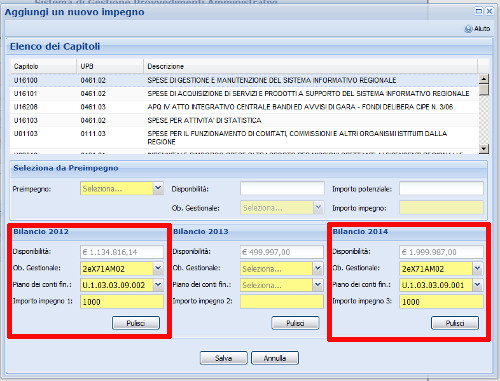 Sistema di Gestione Provvedimenti Amministrativi
Aggiungi un nuovo impegno
Aiuto
Elenco dei Capitoli
Capitolo UPB Descrizione
U16100 0461.02 SPESE DI GESTIONE E MANUTENZIONE DEL SISTEMA INFORMATIVO REGIONALE
U16101 0461.02 SPESE DI ACQUISIZIONE DI SERVIZI E PRODOTTI A SUPPORTO DEL SISTEMA INFORMATIVO REGIONALE
U16206 0461.03 APQ IV ATTO INTEGRATIVO CENTRALE BANDI ED AVVISI DI GARA - FONDI DELIBERA CIPE N. 3/06
U16103 0461.02 SPESE PER ATTIVITA' DI STATISTICA
U01103 0111.03 SPESE PER IL FUNZIONAMENTO DI COMITATI, COMMISSIONI E ALTRI ORGANISMI ISTITUITI DALLA
REGIONE
Seleziona da Preimpegno
Preimpegno: Seleziona... Disponbilità: Importo potenziale:
Ob. Gestionale: Seleziona... Importo impegno:
Bilancio 2012 Bilancio 2013 Bilancio 2014
Disponibilità: € 1.134.816,14 Disponibilità: € 499.997,00 Disponibilità: € 1.999.987,00
Ob. Gestionale: 2eX71AM02 Ob. Gestionale: Seleziona... Ob. Gestionale: 2eX71AM02
Piano dei conti fin.: U.1.03.03.09.002 Piano dei conti fin.: Seleziona... Piano dei conti fin.: U.1.03.03.09.001
Importo impegno 1: 1000 Importo impegno 2: Importo impegno 3: 1000
Pulisci Pulisci Pulisci
Salva Annulla